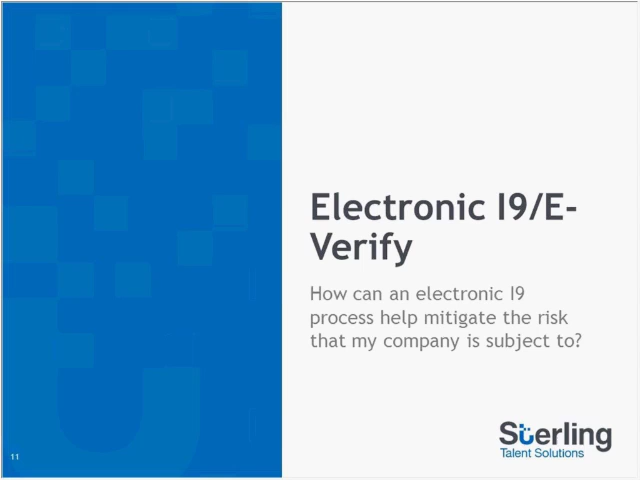 Electronic I9/E-
Verify
How can an electronic I9
process help mitigate the risk
that my company is subject to?
Sterling
Talent Solutions
11